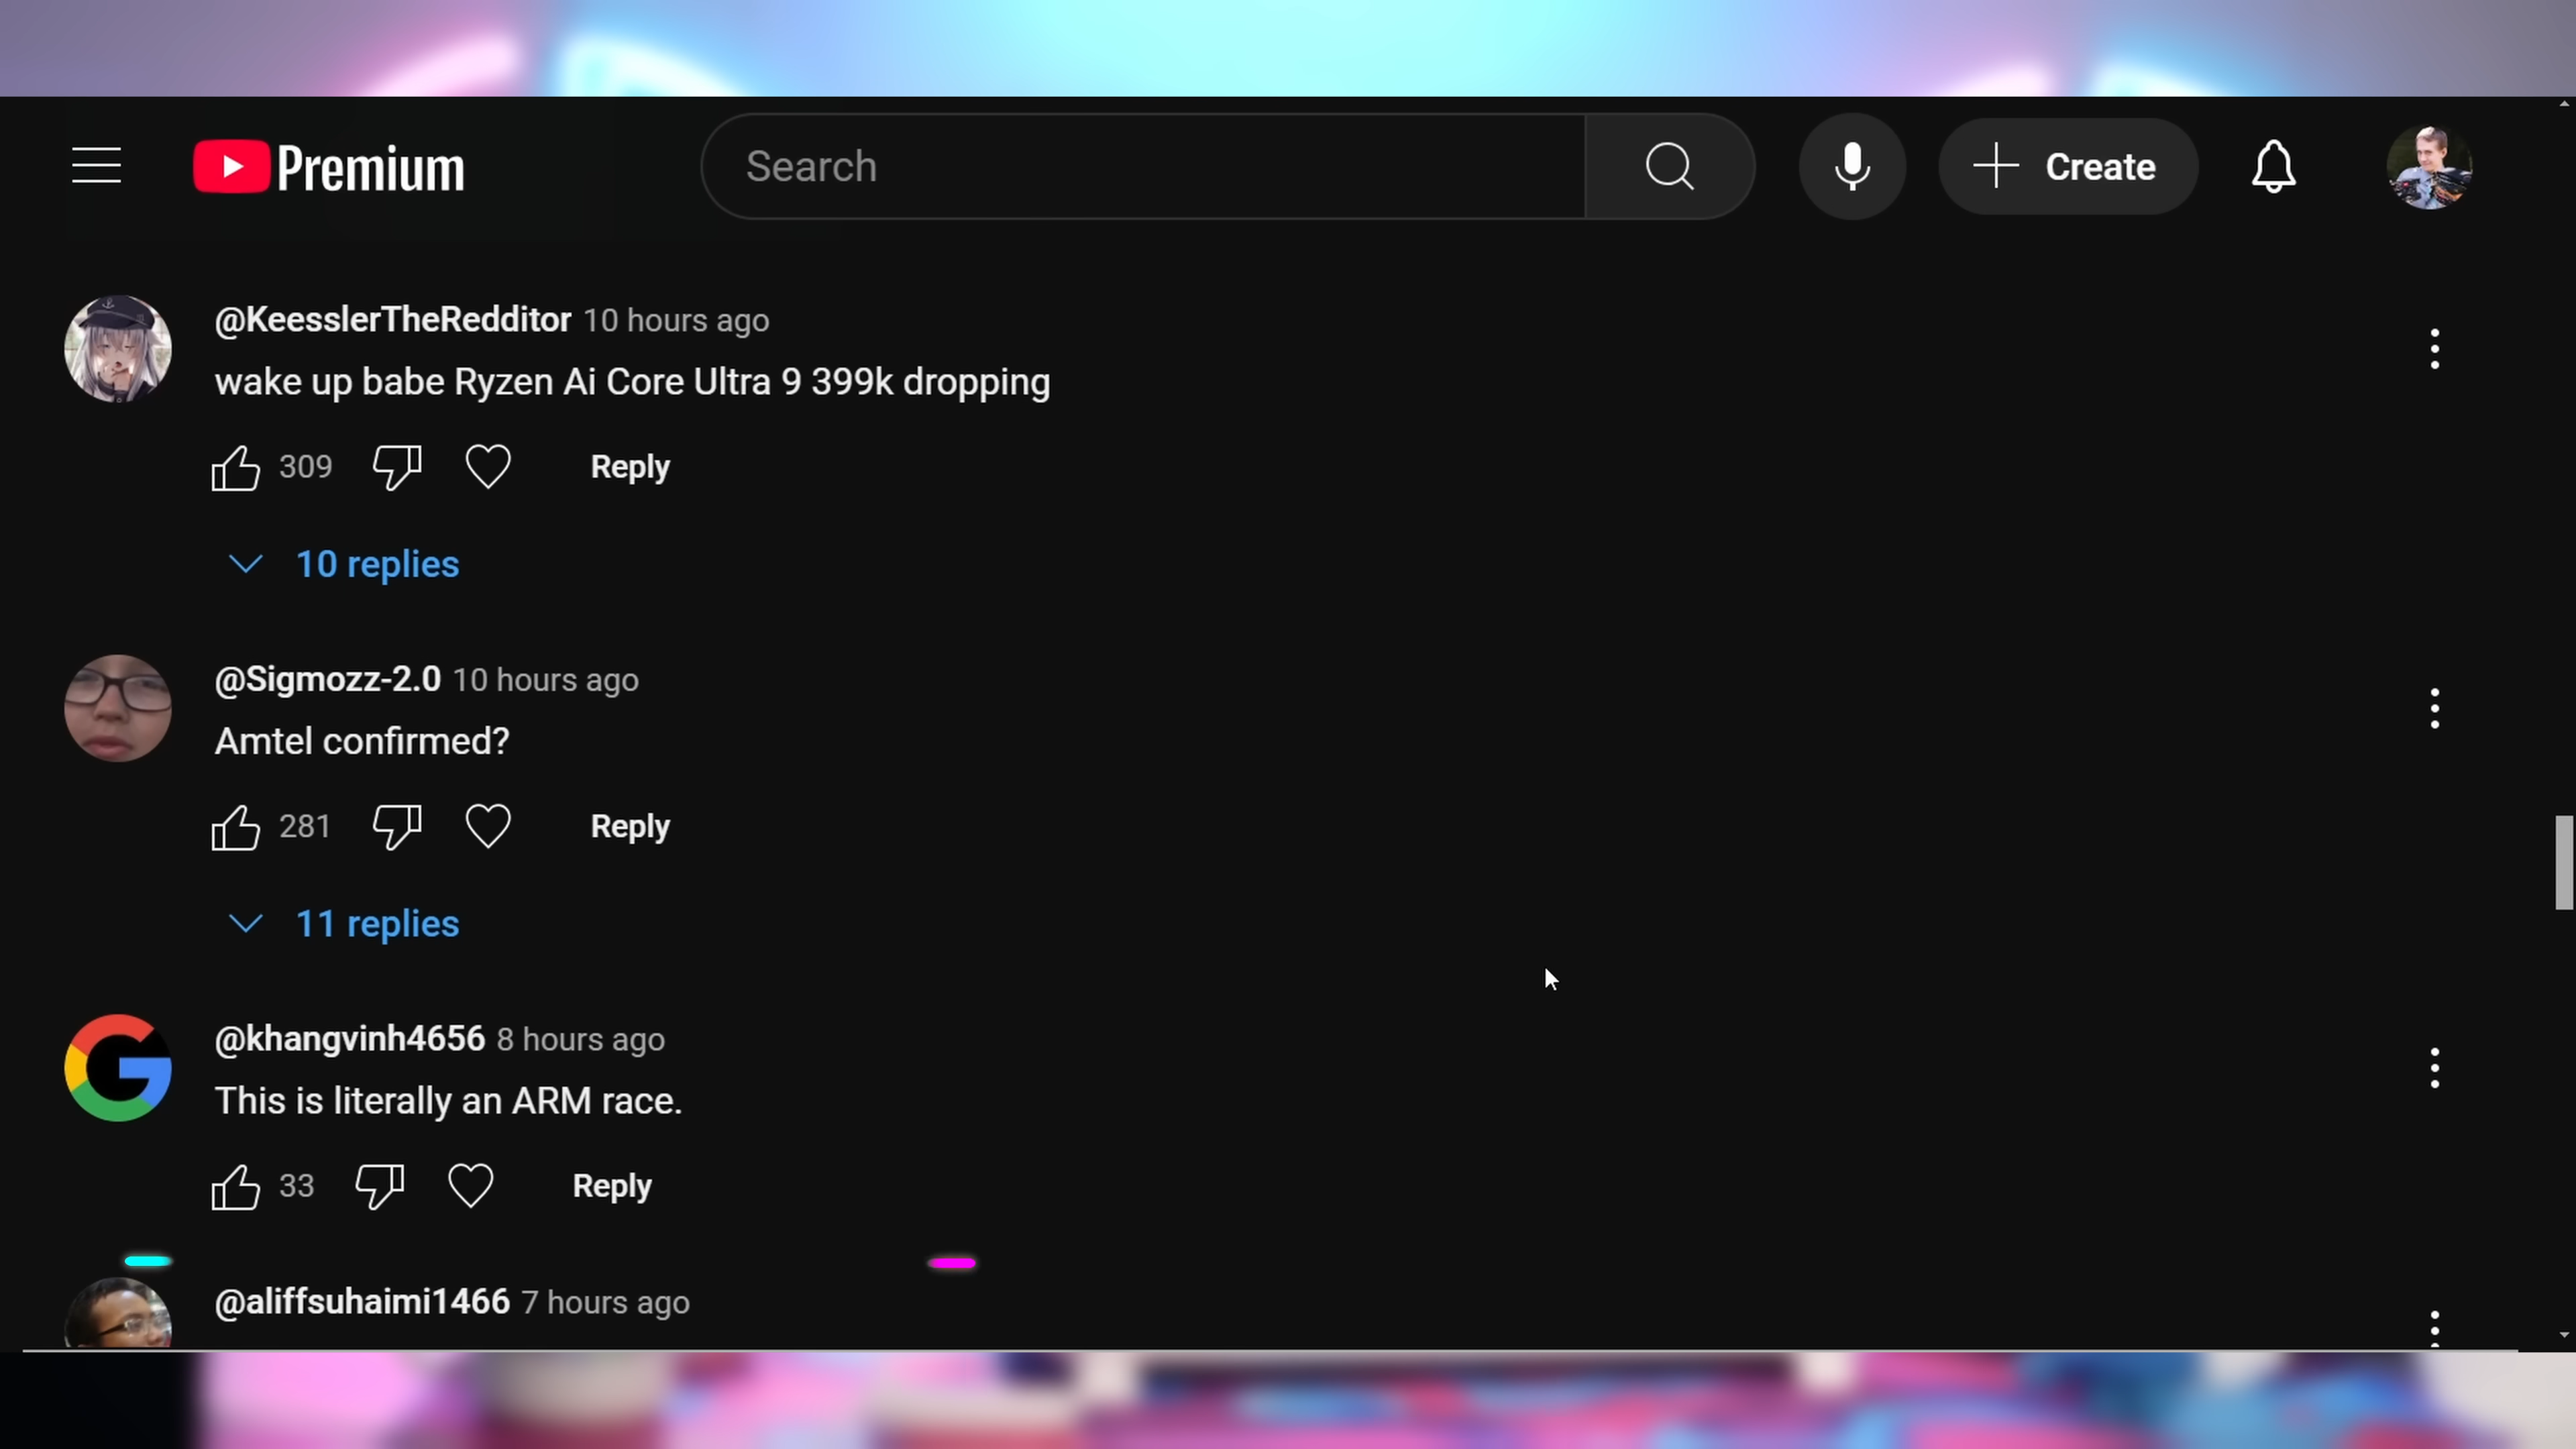 Premium
Search
Create
@KeesslerTheRedditor 10 hours ago
wake up babe Ryzen Ai Core Ultra 9 399k dropping
309
Reply
10 replies
@Sigmozz-2.0 10 hours ago
Amtel confirmed?
281
Reply
11 replies
@khangvinh4656 8 hours ago
This is literally an ARM race.
33
Reply
@aliffsuhaimi1466 7 hours ago